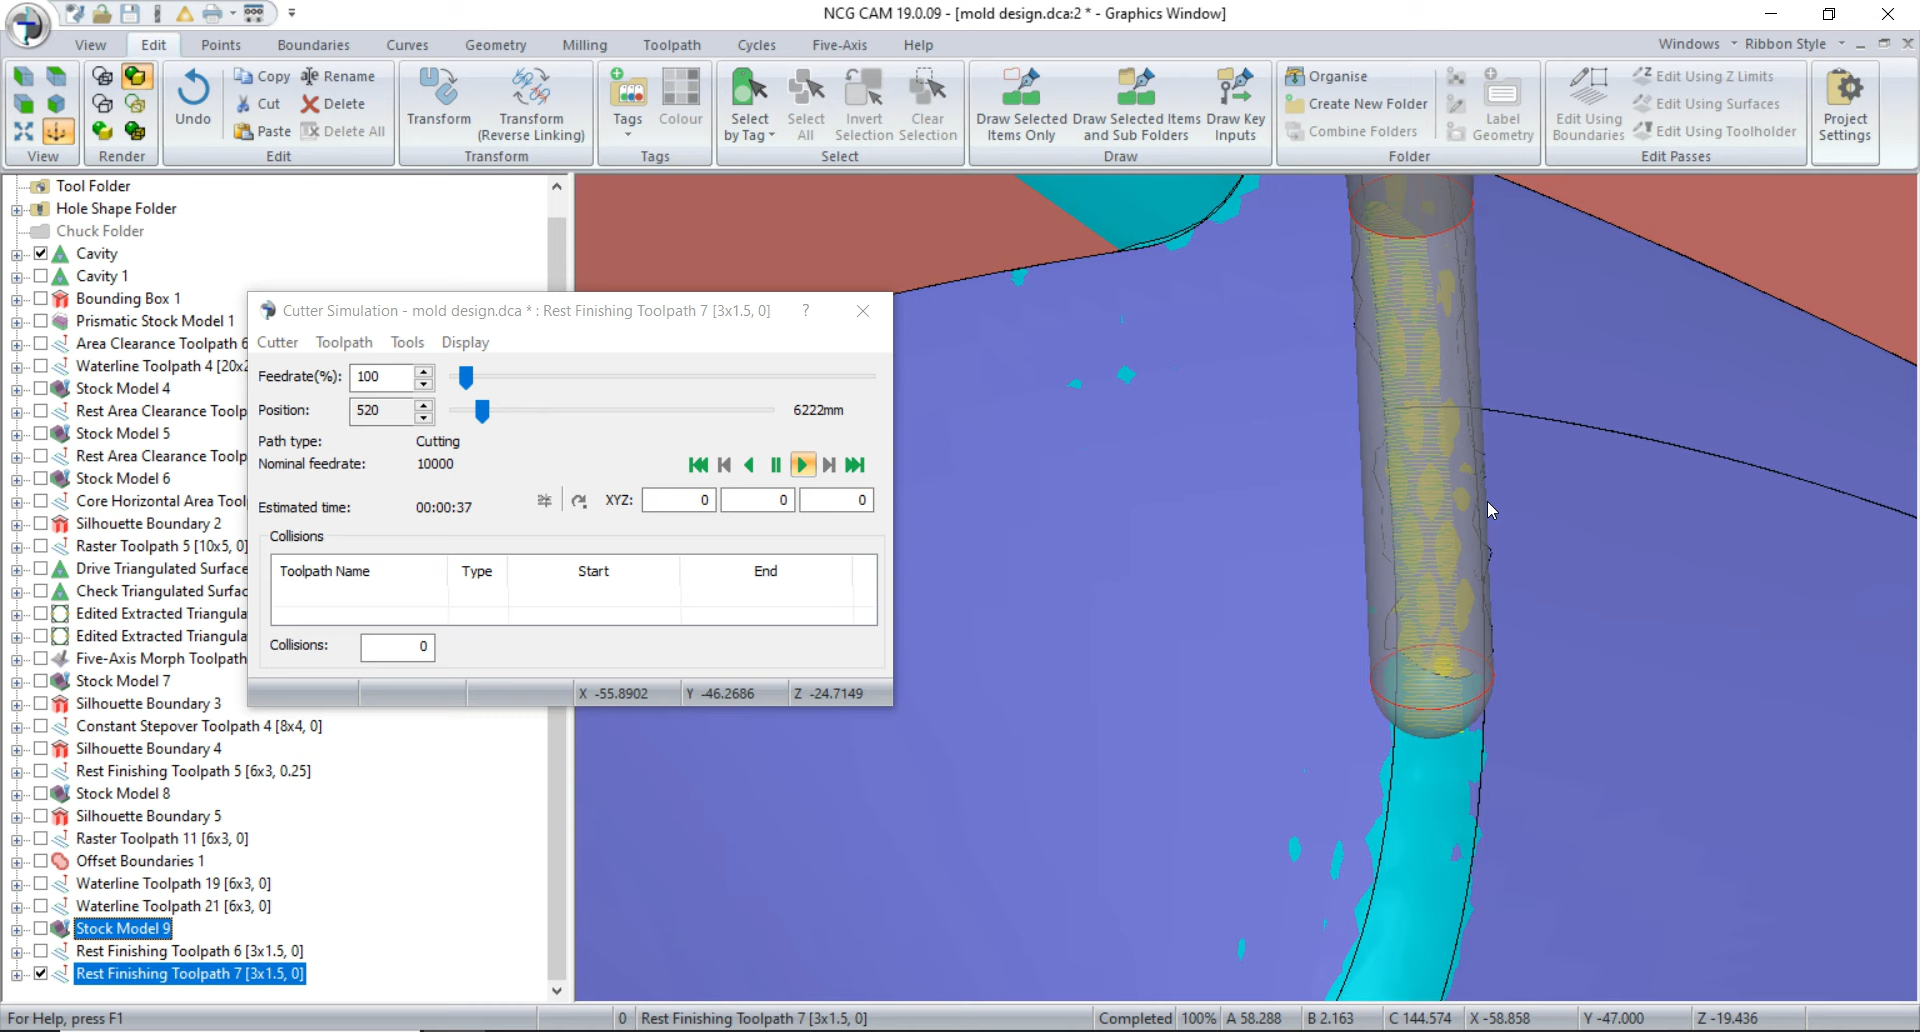 NCG CAM 19.0.09 - [mold design.dca:2 * - Graphics Window]
View Edit Points Boundaries Curves Geometry Milling Toolpath Cycles Five-Axis Help
Windows Ribbon Style
Undo
Copy
Rename
Cut
Delete
Paste
Delete All
Transform
Transform
(Reverse Linking)
Tags
Colour
Select
by Tag
Select
All
Invert
Selection
Clear
Selection
Draw Selected
Items Only
Draw Selected Items
and Sub Folders
Draw Key
Inputs
Organise
Create New Folder
Combine Folders
Label
Geometry
Edit Using
Boundaries
Edit Using Z Limits
Edit Using Surfaces
Edit Using Toolholder
Project
Settings
View Render Edit Transform Tags Select Draw Folder Edit Passes
Tool Folder
Hole Shape Folder
Chuck Folder
Cavity
Cavity 1
Bounding Box 1
Prismatic Stock Model 1
Area Clearance Toolpath 6
Waterline Toolpath 4 [20x2
Stock Model 4
Rest Area Clearance Toolp
Stock Model 5
Rest Area Clearance Toolp
Stock Model 6
Core Horizontal Area Tool
Silhouette Boundary 2
Raster Toolpath 5 [10x5, 0]
Drive Triangulated Surface
Check Triangulated Surfac
Edited Extracted Triangula
Edited Extracted Triangula
Five-Axis Morph Toolpath
Stock Model 7
Silhouette Boundary 3
Constant Stepover Toolpath 4 [8x4, 0]
Silhouette Boundary 4
Rest Finishing Toolpath 5 [6x3, 0.25]
Stock Model 8
Silhouette Boundary 5
Raster Toolpath 11 [6x3, 0]
Offset Boundaries 1
Waterline Toolpath 19 [6x3, 0]
Waterline Toolpath 21 [6x3, 0]
Stock Model 9
Rest Finishing Toolpath 6 [3x1.5, 0]
Rest Finishing Toolpath 7 [3x1.5, 0]
Cutter Simulation - mold design.dca * : Rest Finishing Toolpath 7 [3x1.5, 0] ?
Cutter Toolpath Tools Display
Feedrate(%): 100
Position: 520 6222mm
Path type: Cutting
Nominal feedrate: 10000
Estimated time: 00:00:37 XYZ: 0 0 0
Collisions
Toolpath Name Type Start End
Collisions: 0
X -55.8902 Y -46.2686 Z -24.7149
For Help, press F1 0 Rest Finishing Toolpath 7 [3x1.5, 0] Completed 100% A 58.288 B 2.163 C 144.574 X -58.858 Y -47.000 Z -19.436